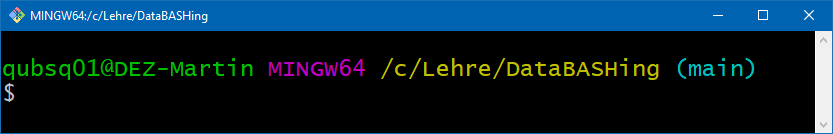 MINGW64:/c/Lehre/DataBASHing
qubsq01@DEZ-Martin MINGW64 /c/Lehre/DataBASHing (main)
$